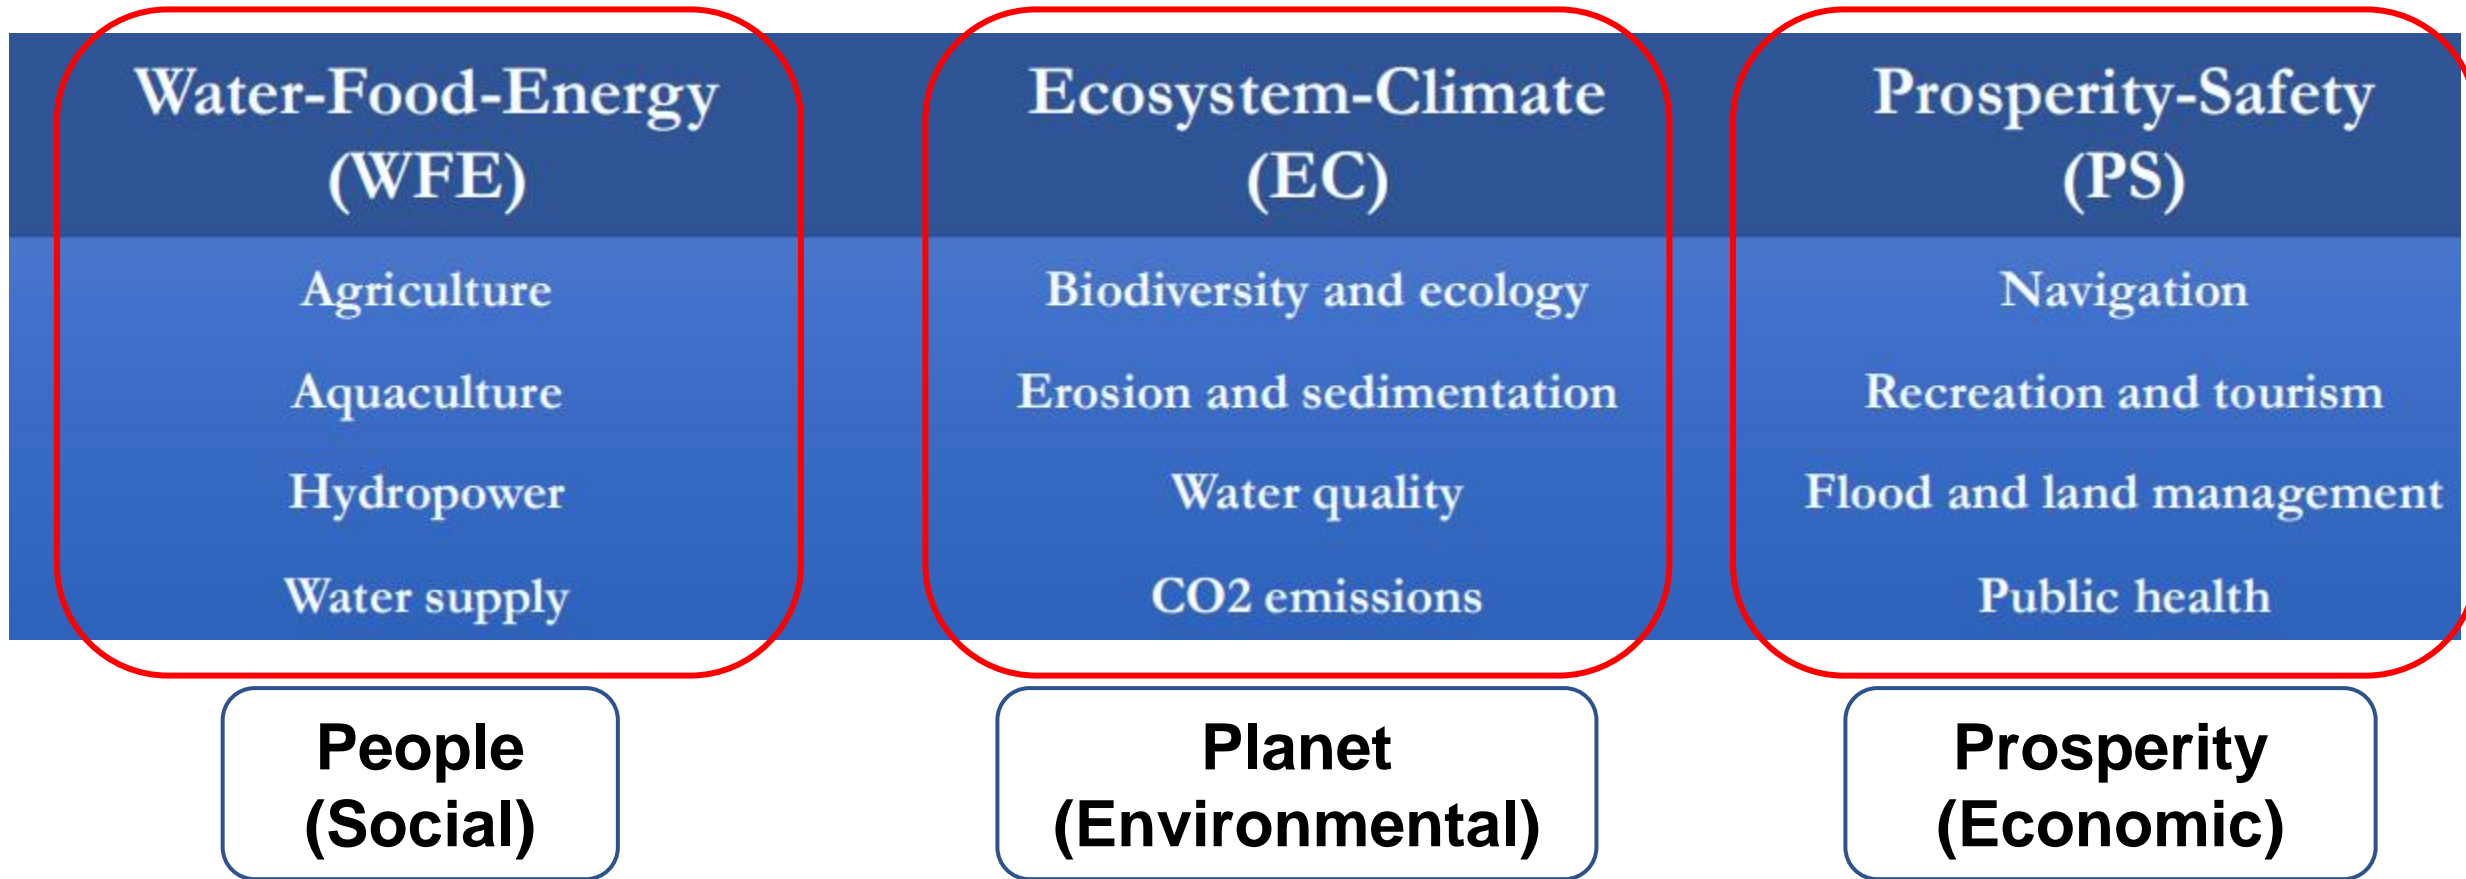 Water-Food-Energy
(WFE)
Agriculture
Aquaculture
Hydropower
Water supply
People
(Social)
Ecosystem-Climate
(EC)
Biodiversity and ecology
Erosion and sedimentation
Water quality
CO2 emissions
Planet
(Environmental)
Prosperity-Safety
(PS)
Navigation
Recreation and tourism
Flood and land management
Public health
Prosperity
(Economic)